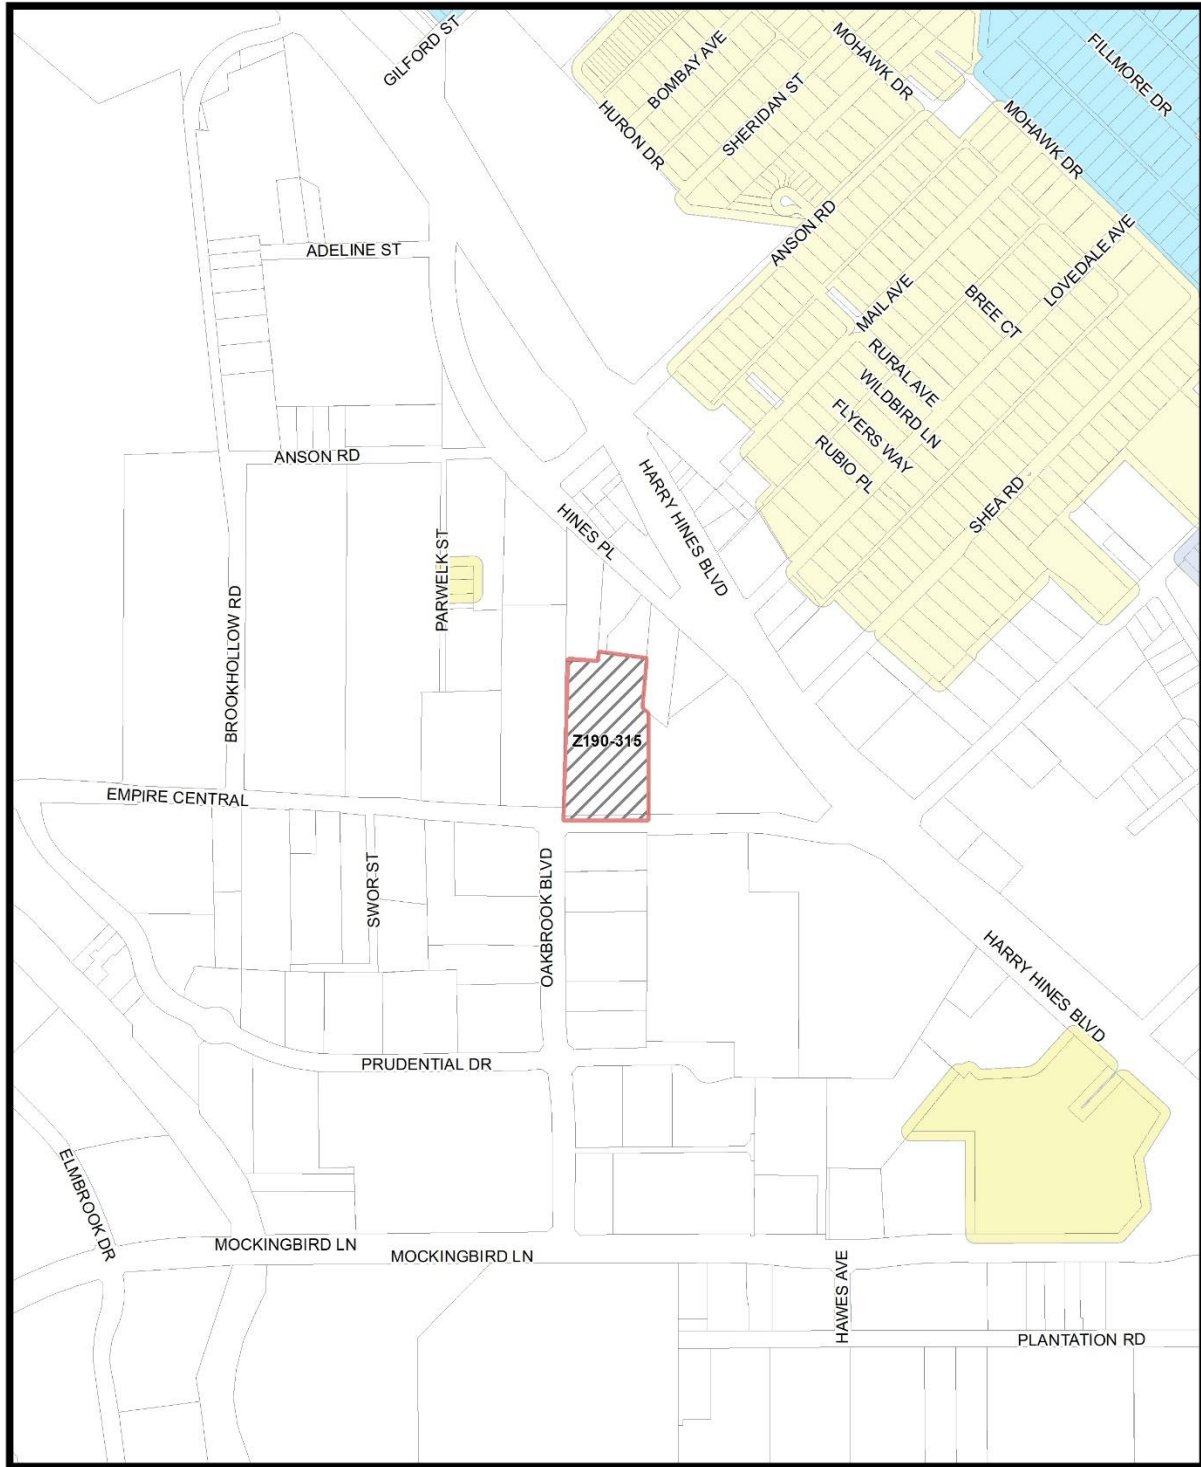 GILFORD ST
BOMBAY AVE
MOHAWK DR
FILLMORE DR
SHERIDAN ST
HURON DR
MOHAWK DR
ANSON RD
ADELINE ST
LOVEDALE AVE
MAIL AVE
BREE CT
RURAL AVE
WILDBIRD LN
FLYERS WAY
RUBIO PL
ANSON RD
HARRY HINES BLVD
SHEA RD
HINES PL
PARWELK ST
BROOKHOLLOW RD
Z190-315
EMPIRE CENTRAL
SWOR ST
OAKBROOK BLVD
HARRY HINES BLVD
PRUDENTIAL DR
ELMBROOK DR
MOCKINGBIRD LN
MOCKINGBIRD LN
HAWES AVE
PLANTATION RD